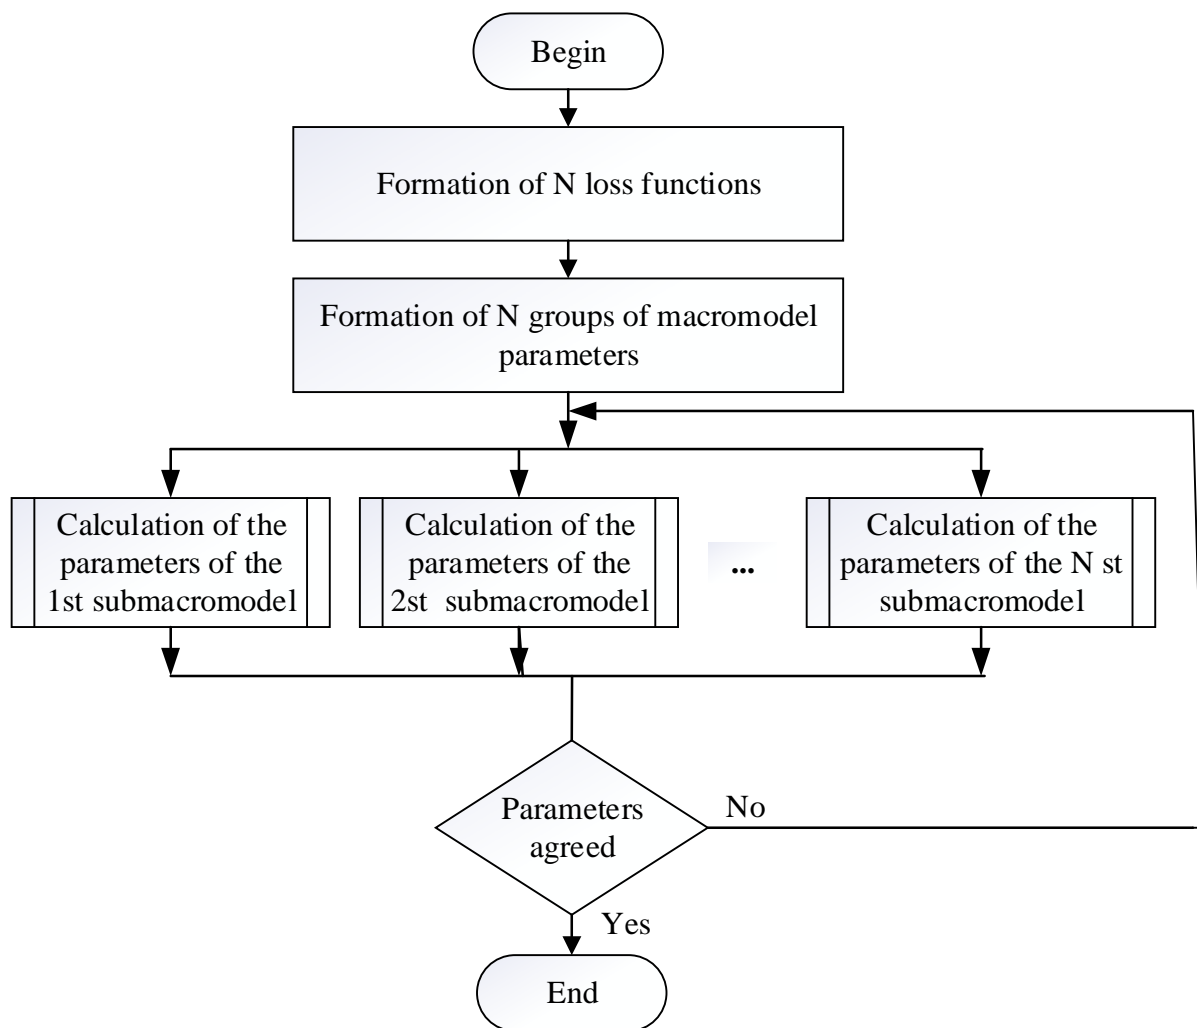 Begin
Formation of N loss functions
Formation of N groups of macromodel
parameters
Calculation of the
parameters of the
1st submacromodel
Calculation of the
parameters of the
2st submacromodel
...
Calculation of the
parameters of the N st
submacromodel
Parameters
agreed
No
Yes
End